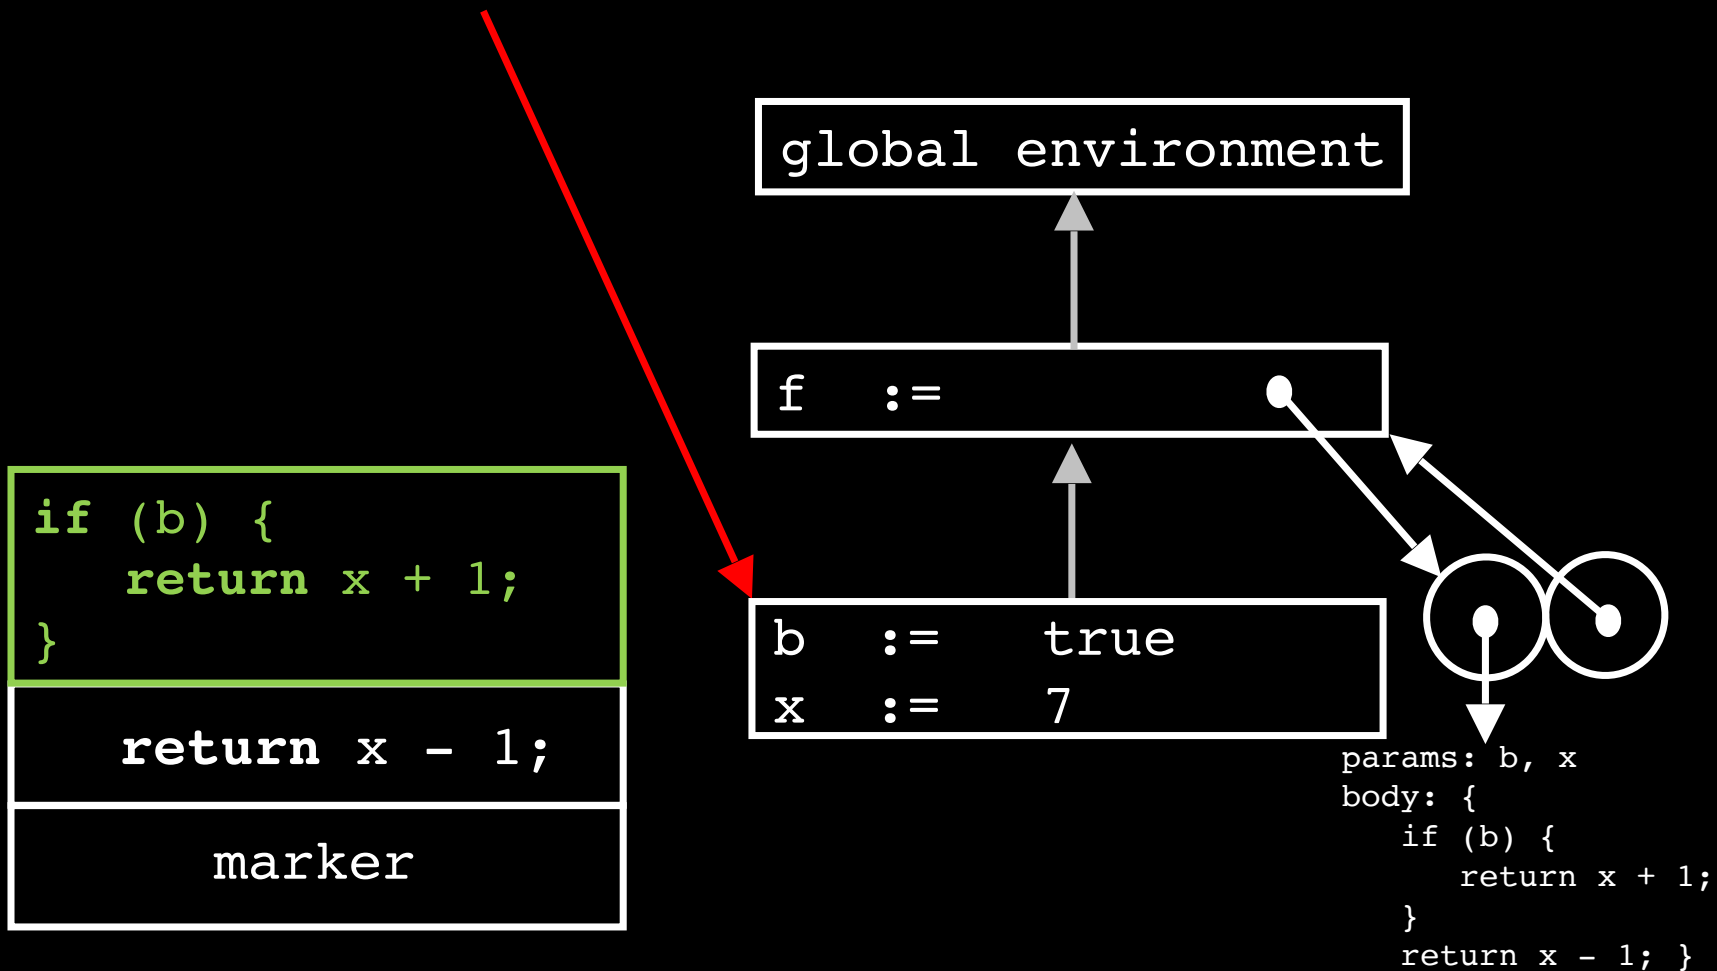 global environment
f :=
if (b) {
return x + 1;
}
return x - 1;
marker
b := true
x := 7
params: b, x
body: {
if (b) {
return x + 1;
}
return x - 1; }